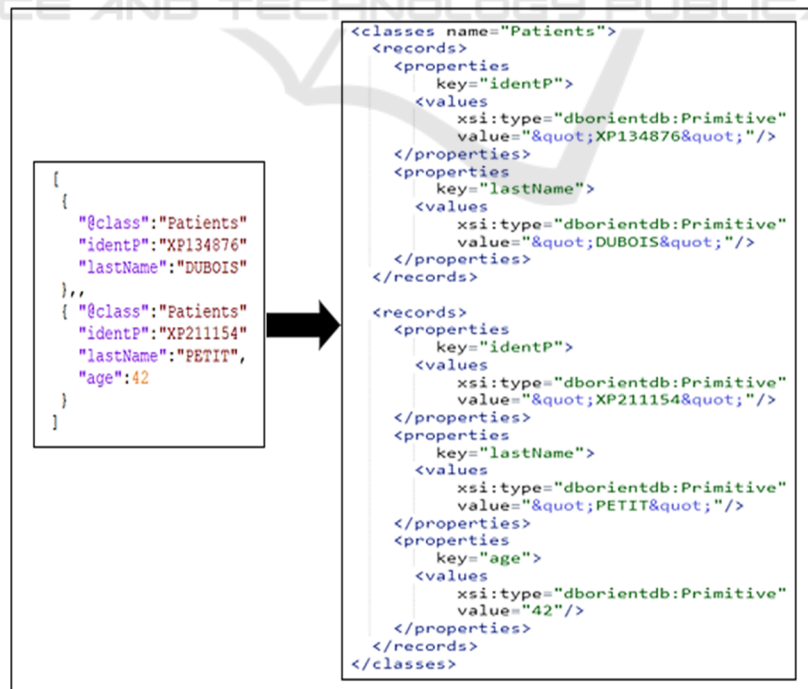 CE AND TECHNOLOGY PUBLICA
[
{
"@class":"Patients"
"identP":"XP134876"
"lastName":"DUBOIS"
},,
{ "@class":"Patients"
"identP":"XP211154"
"lastName":"PETIT",
"age":42
}
]
<classes name="Patients">
<records>
<properties
key="identP">
<values
xsi:type="dborientdb:Primitive"
value="&quot;XP134876&quot;"/>
</properties>
<properties
key="lastName">
<values
xsi:type="dborientdb:Primitive"
value="&quot;DUBOIS&quot;"/>
</properties>
</records>
<records>
<properties
key="identP">
<values
xsi:type="dborientdb:Primitive"
value="&quot;XP211154&quot;"/>
</properties>
<properties
key="lastName">
<values
xsi:type="dborientdb:Primitive"
value="&quot;PETIT&quot;"/>
</properties>
<properties
key="age">
<values
xsi:type="dborientdb:Primitive"
value="42"/>
</properties>
</records>
</classes>